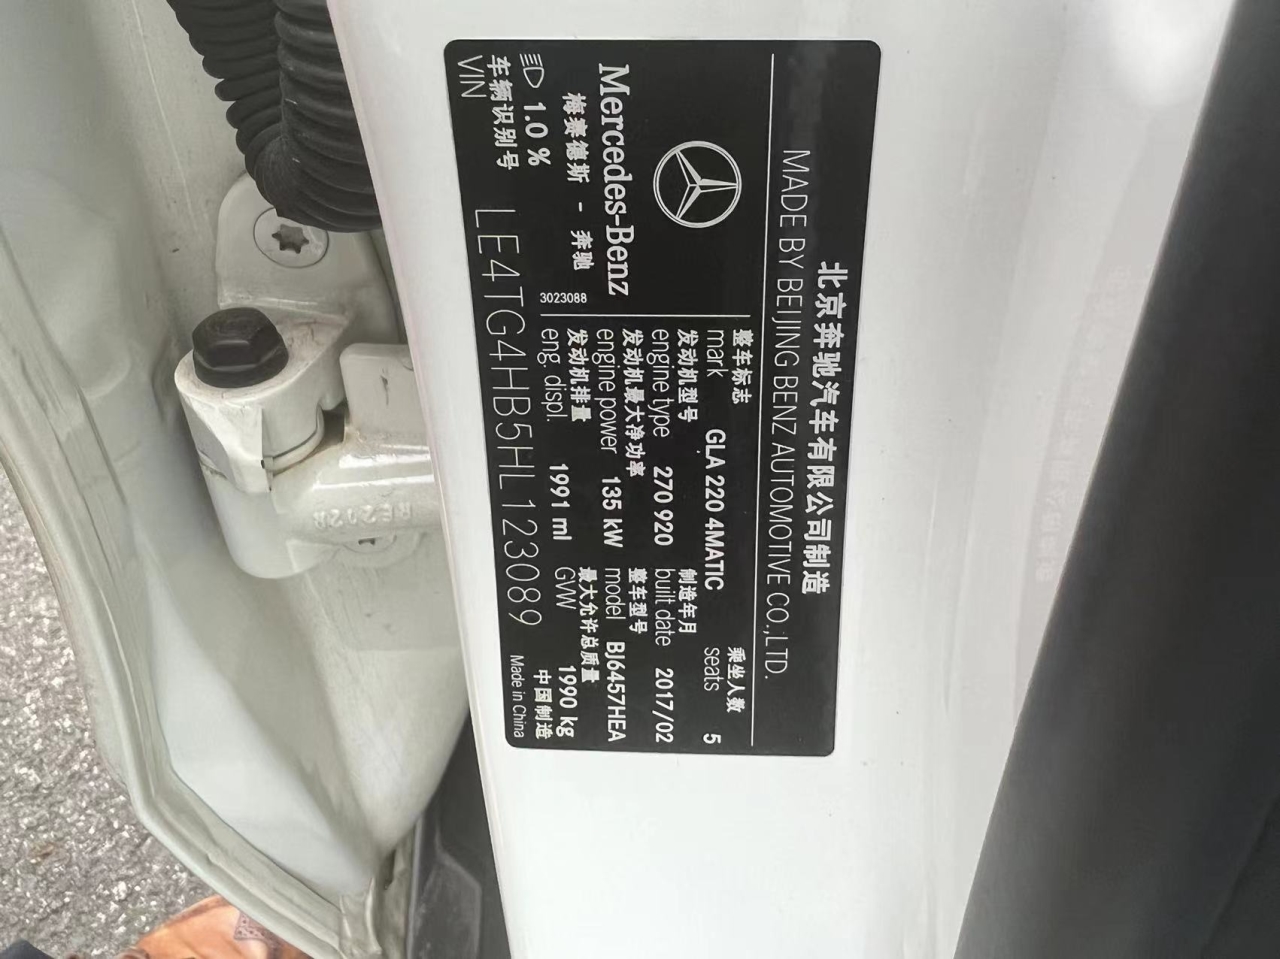 北京奔驰汽车有限公司制造
MADE BY BEIJING BENZ AUTOMOTIVE CO.,LTD.
Mercedes-Benz
梅赛德斯 - 奔驰
1.0 %
3023088
整车标志
mark GLA 220 4MATIC
乘坐人数
seats 5
发动机型号
engine type 270 920
制造年月
built date 2017/02
发动机最大净功率
engine power 135 kW
整车型号
model BJ6457HEA
发动机排量
eng. displ. 1991 ml
最大允许总质量
GVW 1990 kg
车辆识别号
VIN LE4TG4HB5HL123089
中国制造
Made in China